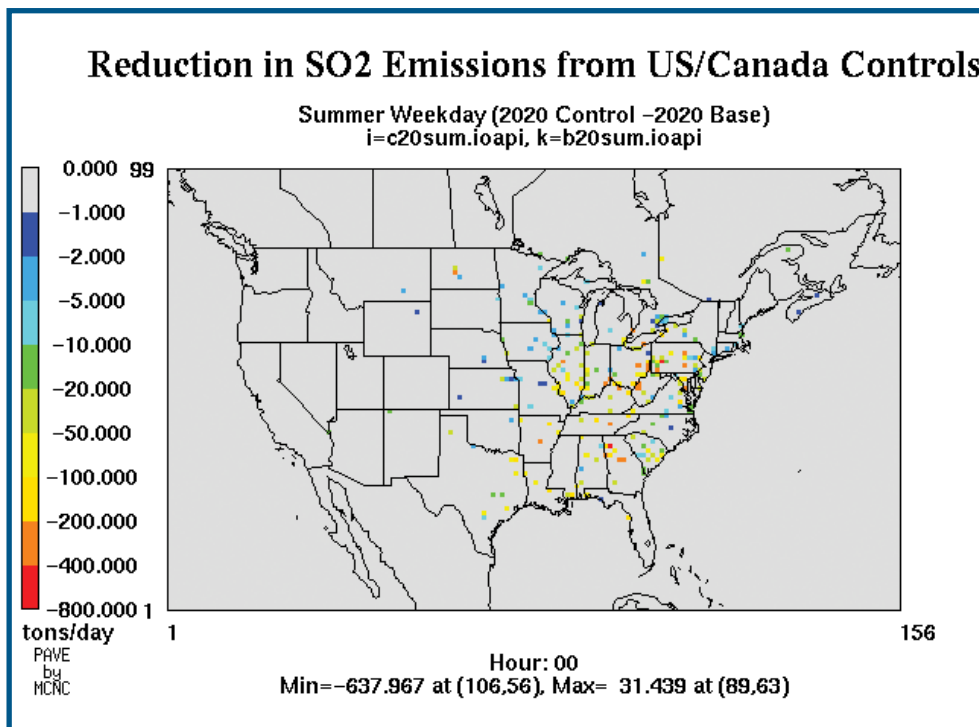 Reduction in SO2 Emissions from US/Canada Controls
Summer Weekday (2020 Control −2020 Base)
i=c20sum.ioapi, k=b20sum.ioapi
0.000 99
−1.000
−2.000
−5.000
−10.000
−20.000
−50.000
−100.000
−200.000
−400.000
−800.000 1
tons/day
1 156
PAVE
by
MCNC
Hour: 00
Min=−637.967 at (106,56), Max= 31.439 at (89,63)